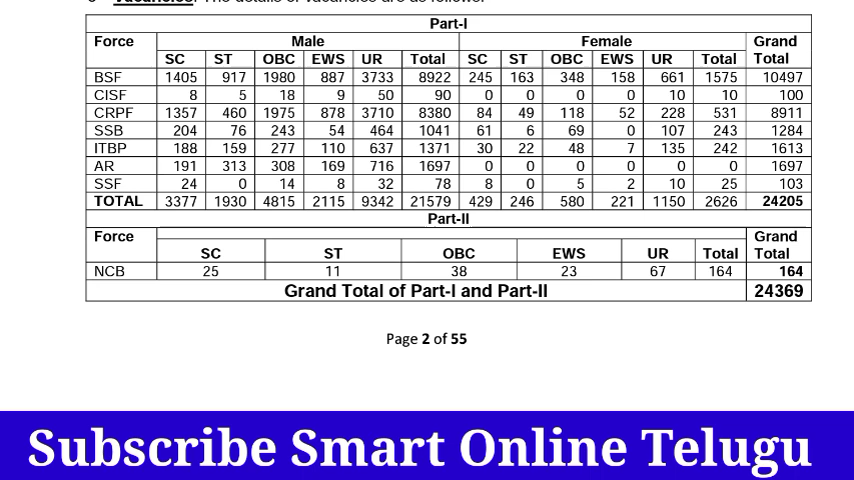 Vacancies: The details of vacancies are as follows:
Part-I
Force Male Female Grand Total
SC ST OBC EWS UR Total SC ST OBC EWS UR Total
BSF 1405 917 1980 887 3733 8922 245 163 348 158 661 1575 10497
CISF 8 5 18 9 50 90 0 0 0 0 10 10 100
CRPF 1357 460 1975 878 3710 8380 84 49 118 52 228 531 8911
SSB 204 76 243 54 464 1041 61 6 69 0 107 243 1284
ITBP 188 159 277 110 637 1371 30 22 48 7 135 242 1613
AR 191 313 308 169 716 1697 0 0 0 0 0 0 1697
SSF 24 0 14 8 32 78 8 0 5 2 10 25 103
TOTAL 3377 1930 4815 2115 9342 21579 429 246 580 221 1150 2626 24205
Part-II
Force Grand Total
SC ST OBC EWS UR Total
NCB 25 11 38 23 67 164 164
Grand Total of Part-I and Part-II 24369
Page 2 of 55
Subscribe Smart Online Telugu